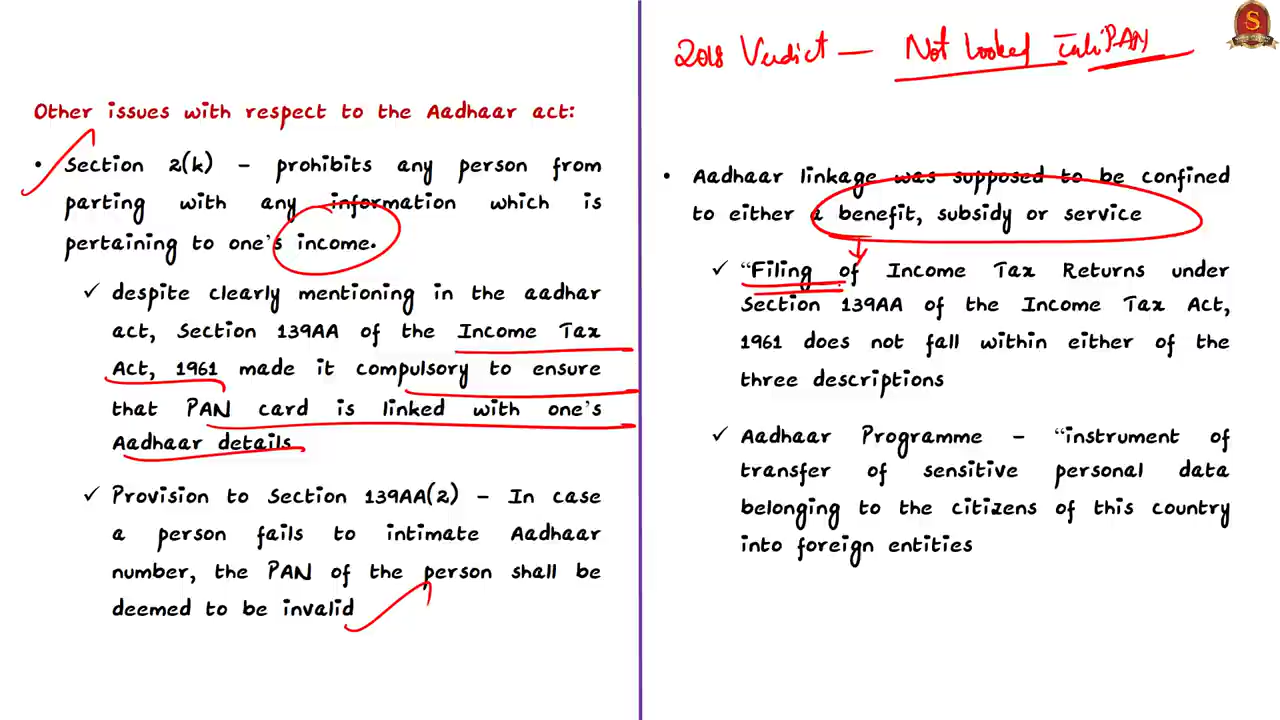 Other issues with respect to the Aadhaar act:
• Section 2(k) – prohibits any person from
parting with any information which is
pertaining to one's income.
✓ despite clearly mentioning in the aadhar
act, Section 139AA of the Income Tax
Act, 1961 made it compulsory to ensure
that PAN card is linked with one's
Aadhaar details
✓ Provision to Section 139AA(2) – In case
a person fails to intimate Aadhaar
number, the PAN of the person shall be
deemed to be invalid
2018 Verdict — Not Looked into PAN
• Aadhaar linkage was supposed to be confined
to either a benefit, subsidy or service
✓ “Filing of Income Tax Returns under
Section 139AA of the Income Tax Act,
1961 does not fall within either of the
three descriptions
✓ Aadhaar Programme – “instrument of
transfer of sensitive personal data
belonging to the citizens of this country
into foreign entities
S